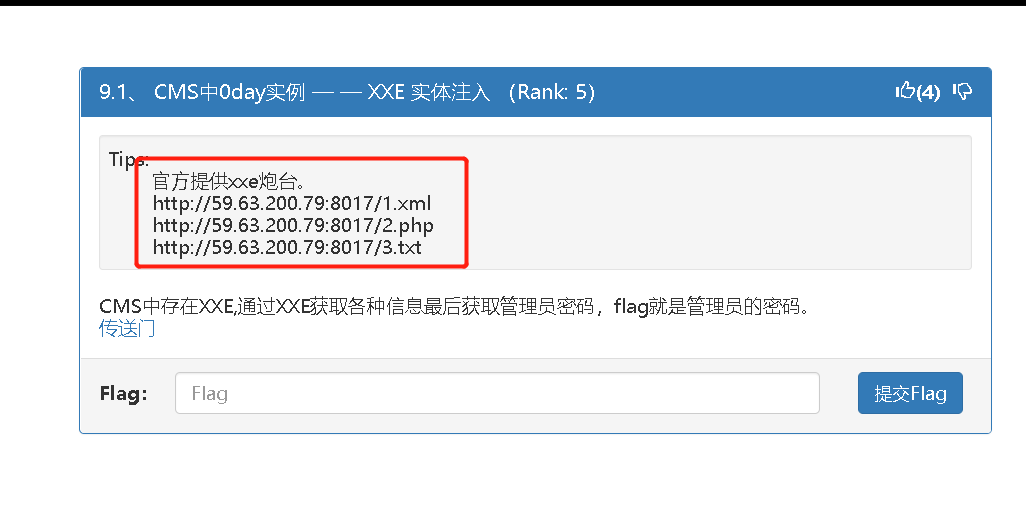 9.1、 CMS中0day实例 — — XXE 实体注入 (Rank: 5)
(4)
Tips:
官方提供xxe炮台。
http://59.63.200.79:8017/1.xml
http://59.63.200.79:8017/2.php
http://59.63.200.79:8017/3.txt
CMS中存在XXE,通过XXE获取各种信息最后获取管理员密码，flag就是管理员的密码。
传送门
Flag:
Flag
提交Flag